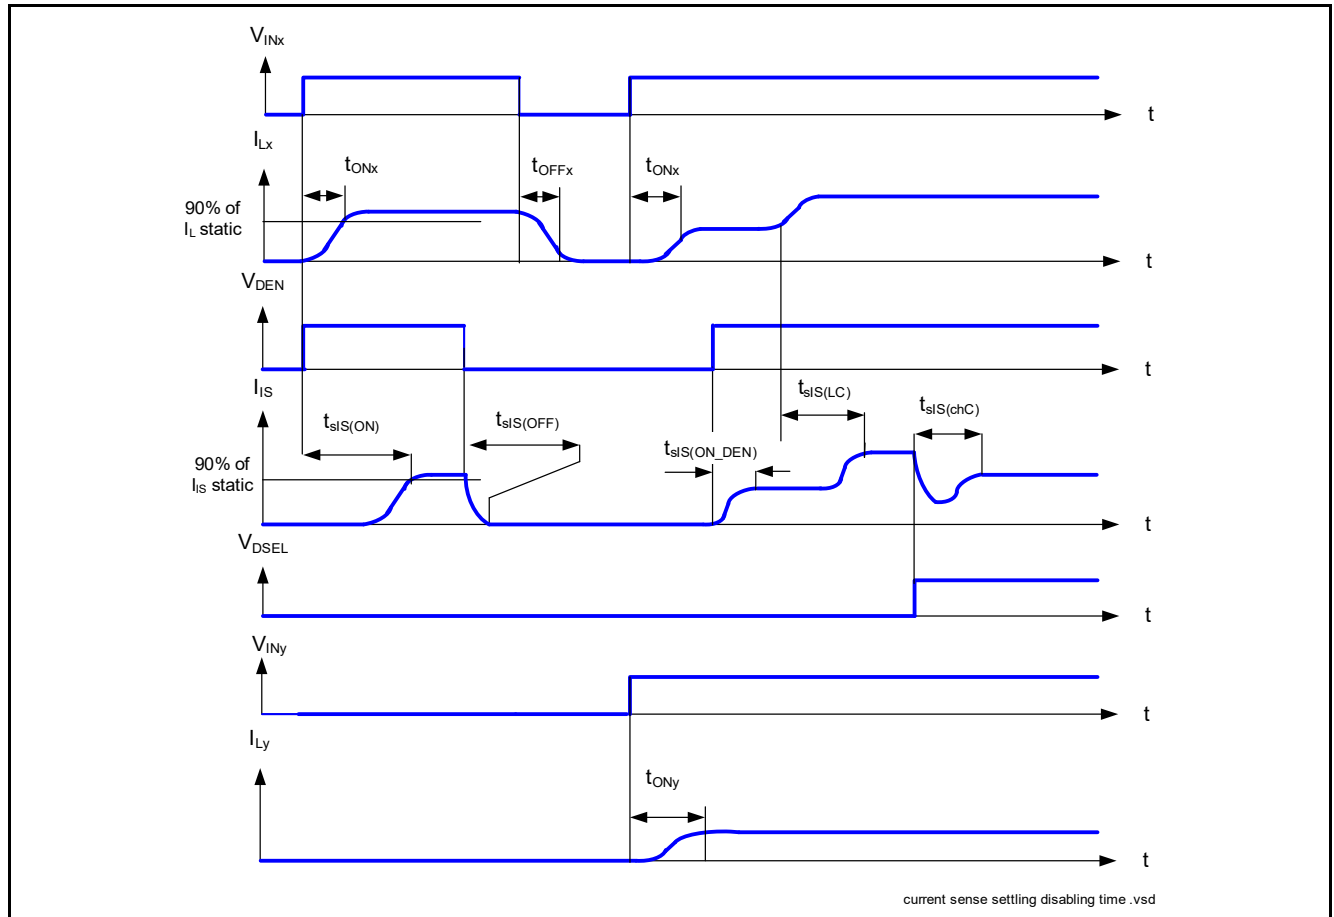 VINx
t
ILx
tONx
tOFFx
tONx
90% of
IL static
t
VDEN
t
IIS
tsIS(ON)
tsIS(OFF)
tsIS(LC)
tsIS(chC)
tsIS(ON_DEN)
90% of
IIS static
t
VDSEL
t
VINy
t
ILy
tONy
t
current sense settling disabling time .vsd